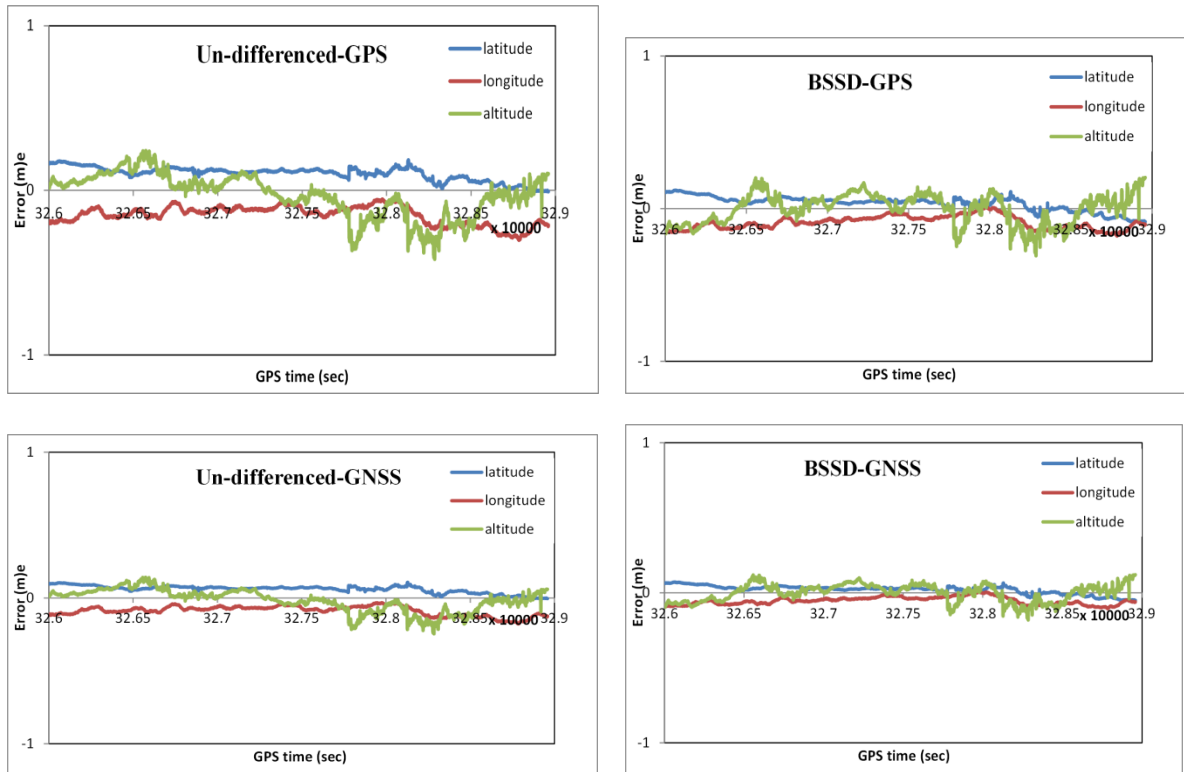 1
Un-differenced-GPS
latitude
longitude
altitude
Error (m)e
0
32.6 32.65 32.7 32.75 32.8 32.85 32.9
x 10000
-1
GPS time (sec)
1
BSSD-GPS
latitude
longitude
altitude
Error (m)e
0
32.6 32.65 32.7 32.75 32.8 32.85 32.9
x 10000
-1
GPS time (sec)
1
Un-differenced-GNSS
latitude
longitude
altitude
Error (m)e
0
32.6 32.65 32.7 32.75 32.8 32.85 32.9
x 10000
-1
GPS time (sec)
1
BSSD-GNSS
latitude
longitude
altitude
Error (m)e
0
32.6 32.65 32.7 32.75 32.8 32.85 32.9
x 10000
-1
GPS time (sec)